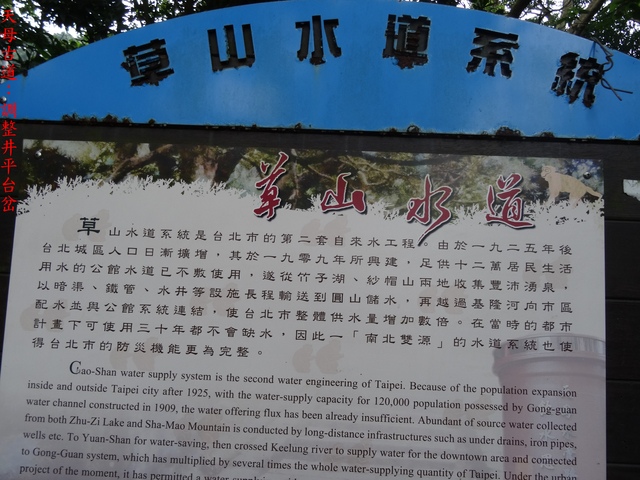 天母古道：調整井平台岔
草山水道系統
草山水道
草山水道系統是台北市的第二套自來水工程。由於一九二五年後
台北城區人口日漸擴增，其於一九零九年所興建，足供十二萬居民生活
用水的公館水道已不敷使用，遂從竹子湖、紗帽山兩地收集豐沛湧泉，
以暗渠、鐵管、水井等設施長程輸送到圓山儲水，再越過基隆河向市區
配水並與公館系統連結，使台北市整體供水量增加數倍。在當時的都市
計畫下可使用三十年都不會缺水，因此一「南北雙源」的水道系統也使
得台北市的防災機能更為完整。
Cao-Shan water supply system is the second water engineering of Taipei. Because of the population expansion
inside and outside Taipei city after 1925, with the water-supply capacity for 120,000 population possessed by Gong-guan
water channel constructed in 1909, the water offering flux has been already insufficient. Abundant of source water collected
from both Zhu-Zi Lake and Sha-Mao Mountain is conducted by long-distance infrastructures such as under drains, iron pipes,
wells etc. To Yuan-Shan for water-saving, then crossed Keelung river to supply water for the downtown area and connected
to Gong-Guan system, which has multiplied by several times the whole water-supplying quantity of Taipei. Under the urban
project of the moment, it has permitted a water